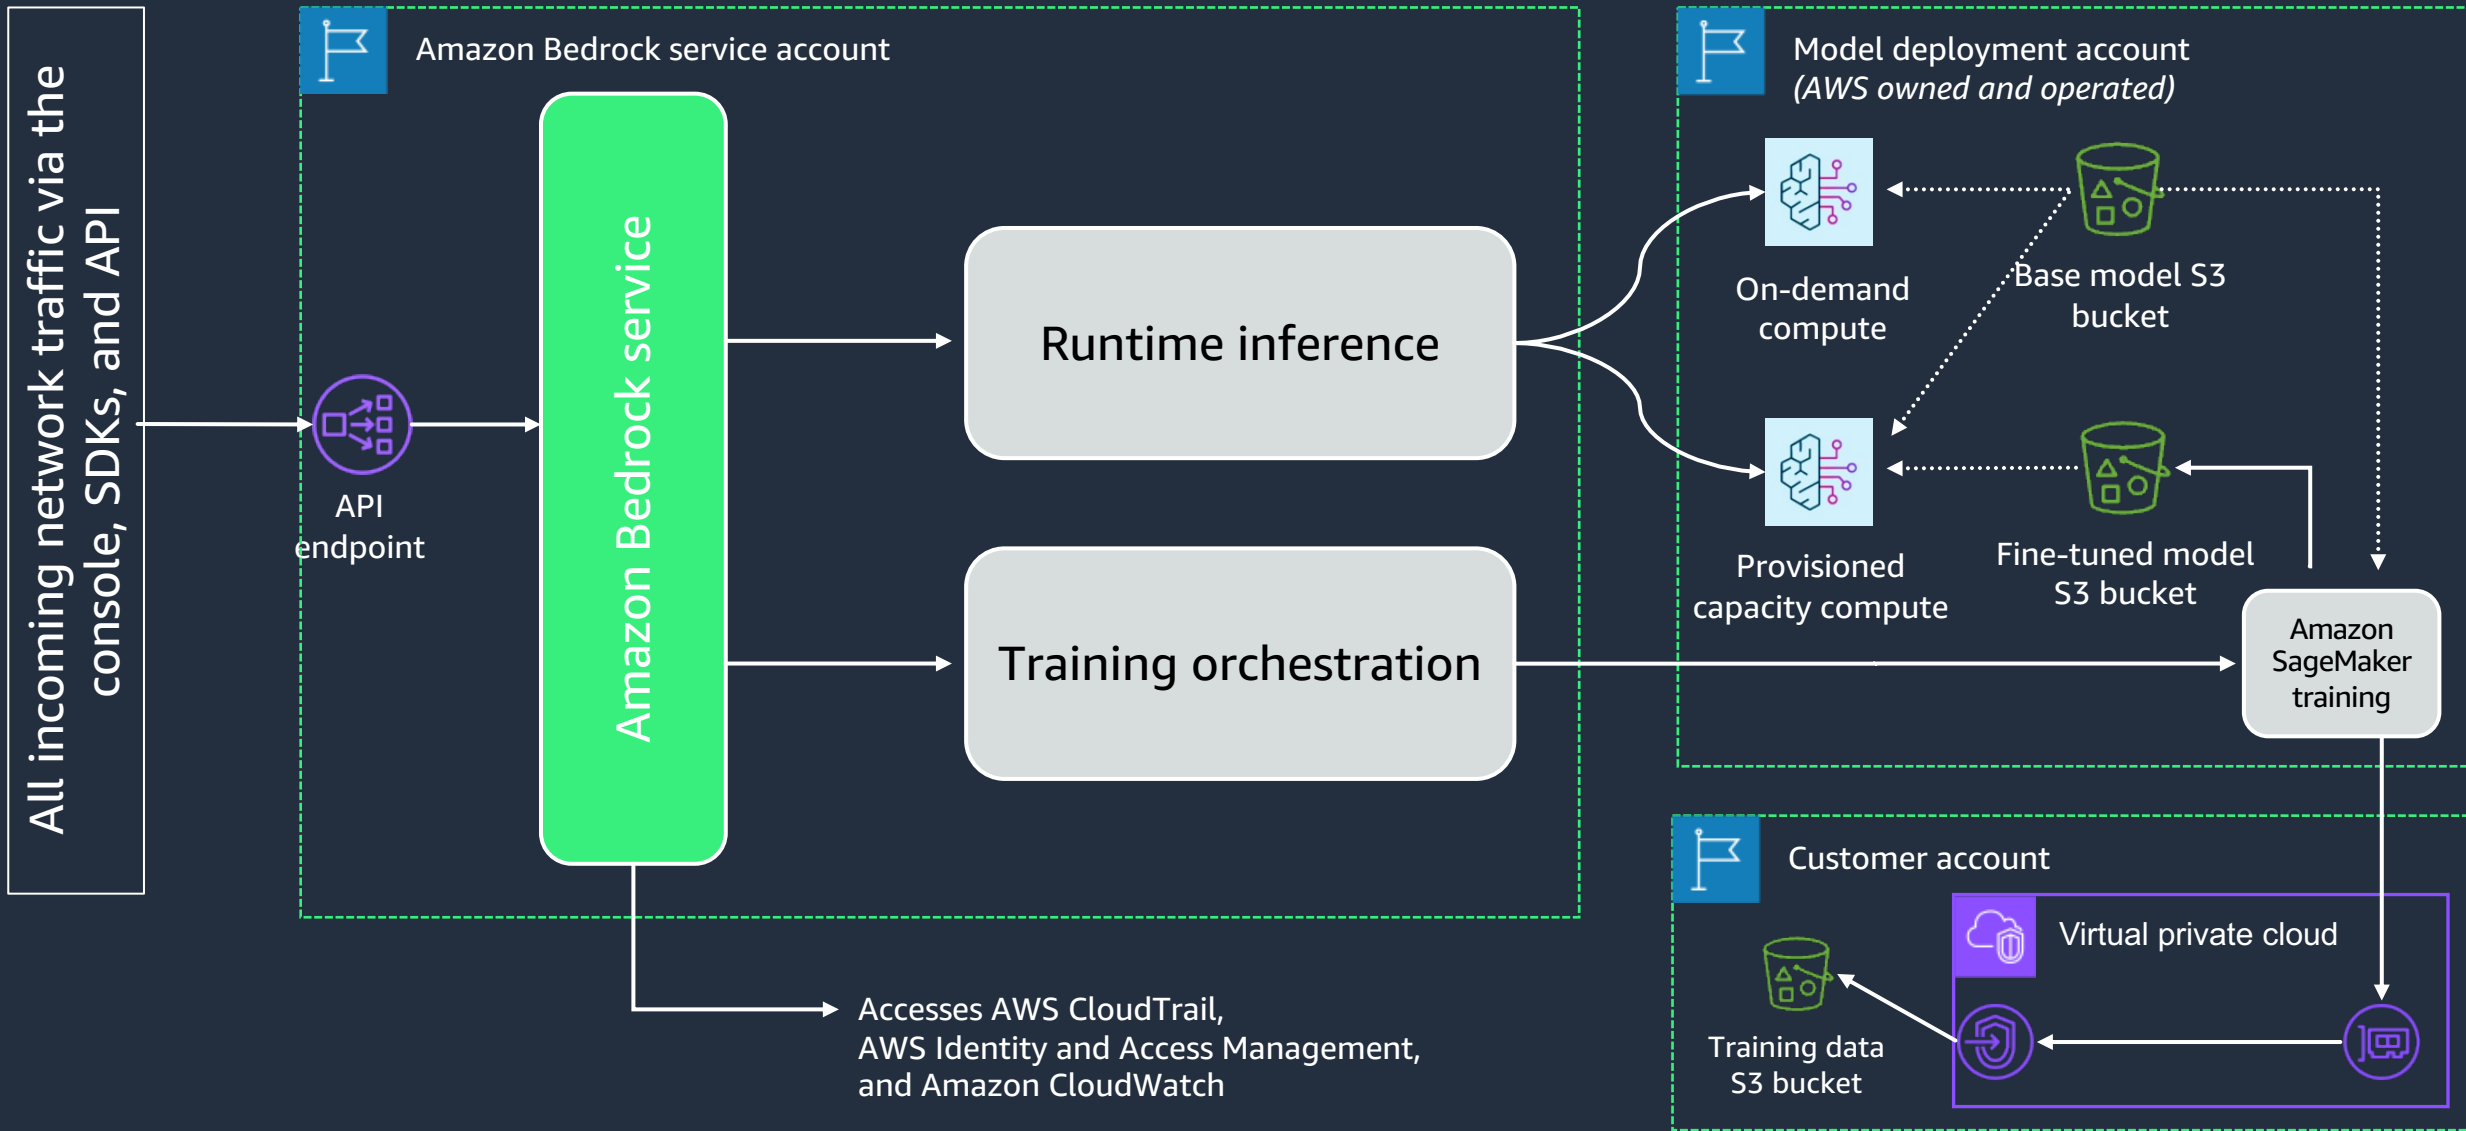 All incoming network traffic via the
console, SDKs, and API
Amazon Bedrock service account
API
endpoint
Amazon Bedrock service
Runtime inference
Training orchestration
Accesses AWS CloudTrail,
AWS Identity and Access Management,
and Amazon CloudWatch
Model deployment account
(AWS owned and operated)
On-demand
compute
Base model S3
bucket
Provisioned
capacity compute
Fine-tuned model
S3 bucket
Amazon
SageMaker
training
Customer account
Virtual private cloud
Training data
S3 bucket